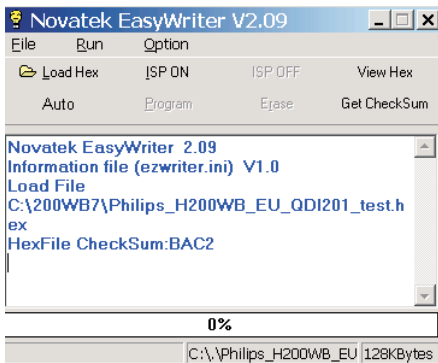 Novatek EasyWriter V2.09
File Run Option
Load Hex ISP ON ISP OFF View Hex
Auto Program Erase Get CheckSum
Novatek EasyWriter 2.09
Information file (ezwriter.ini) V1.0
Load File
C:\200WB7\Philips_H200WB_EU_QDI201_test.h
ex
HexFile CheckSum:BAC2
0%
C:\.\Philips_H200WB_EU 128KBytes